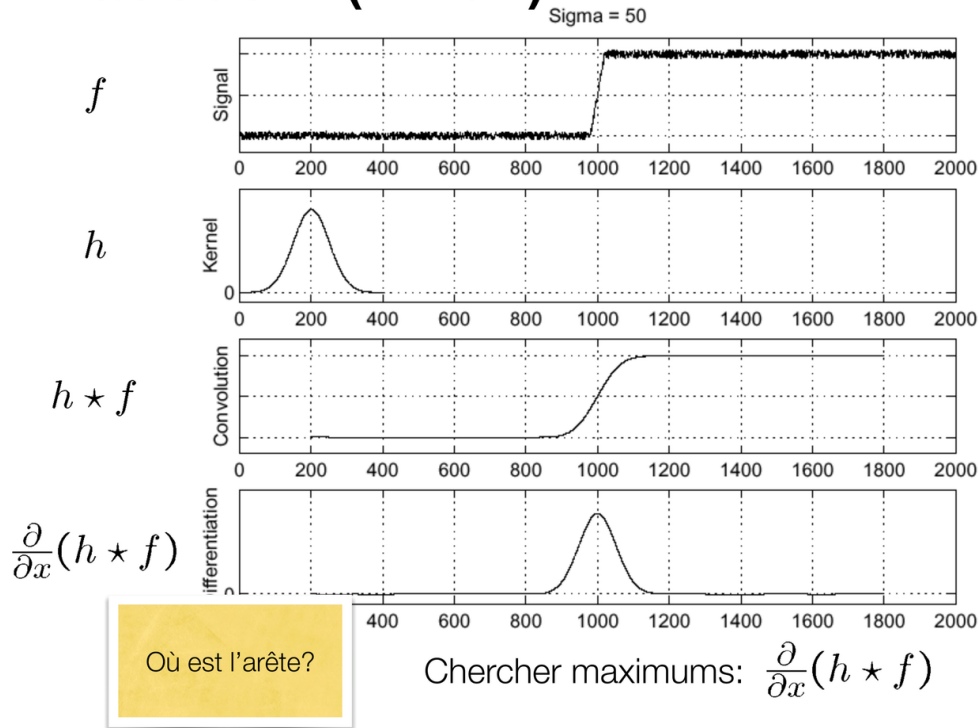 Sigma = 50
f
Signal
0 200 400 600 800 1000 1200 1400 1600 1800 2000
h
Kernel
0
0 200 400 600 800 1000 1200 1400 1600 1800 2000
h ⋆ f
Convolution
0 200 400 600 800 1000 1200 1400 1600 1800 2000
∂/∂x (h ⋆ f)
ifferentiation
400 600 800 1000 1200 1400 1600 1800 2000
Où est l'arête?
Chercher maximums: ∂/∂x (h ⋆ f)